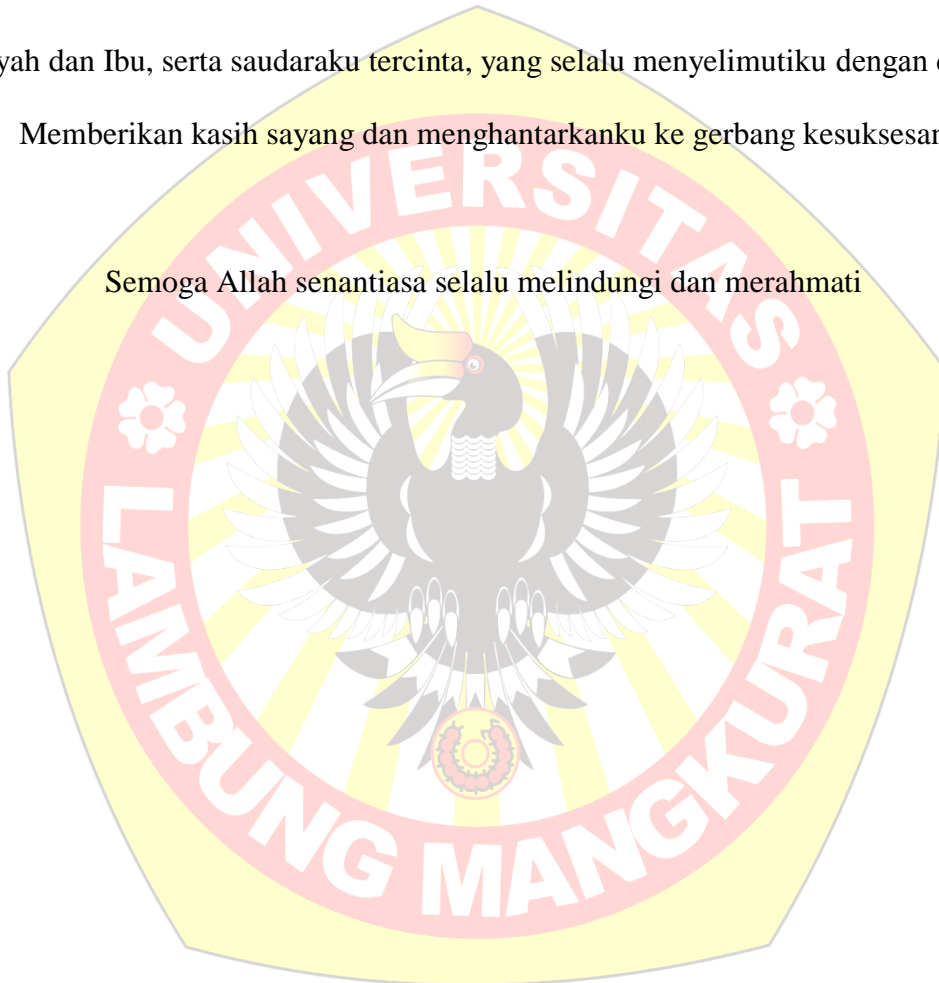 yah dan Ibu, serta saudaraku tercinta, yang selalu menyelimutiku dengan
Memberikan kasih sayang dan menghantarkanku ke gerbang kesuksesan
Semoga Allah senantiasa selalu melindungi dan merahmati
UNIVERSITAS
LAMBUNG MANGKURAT